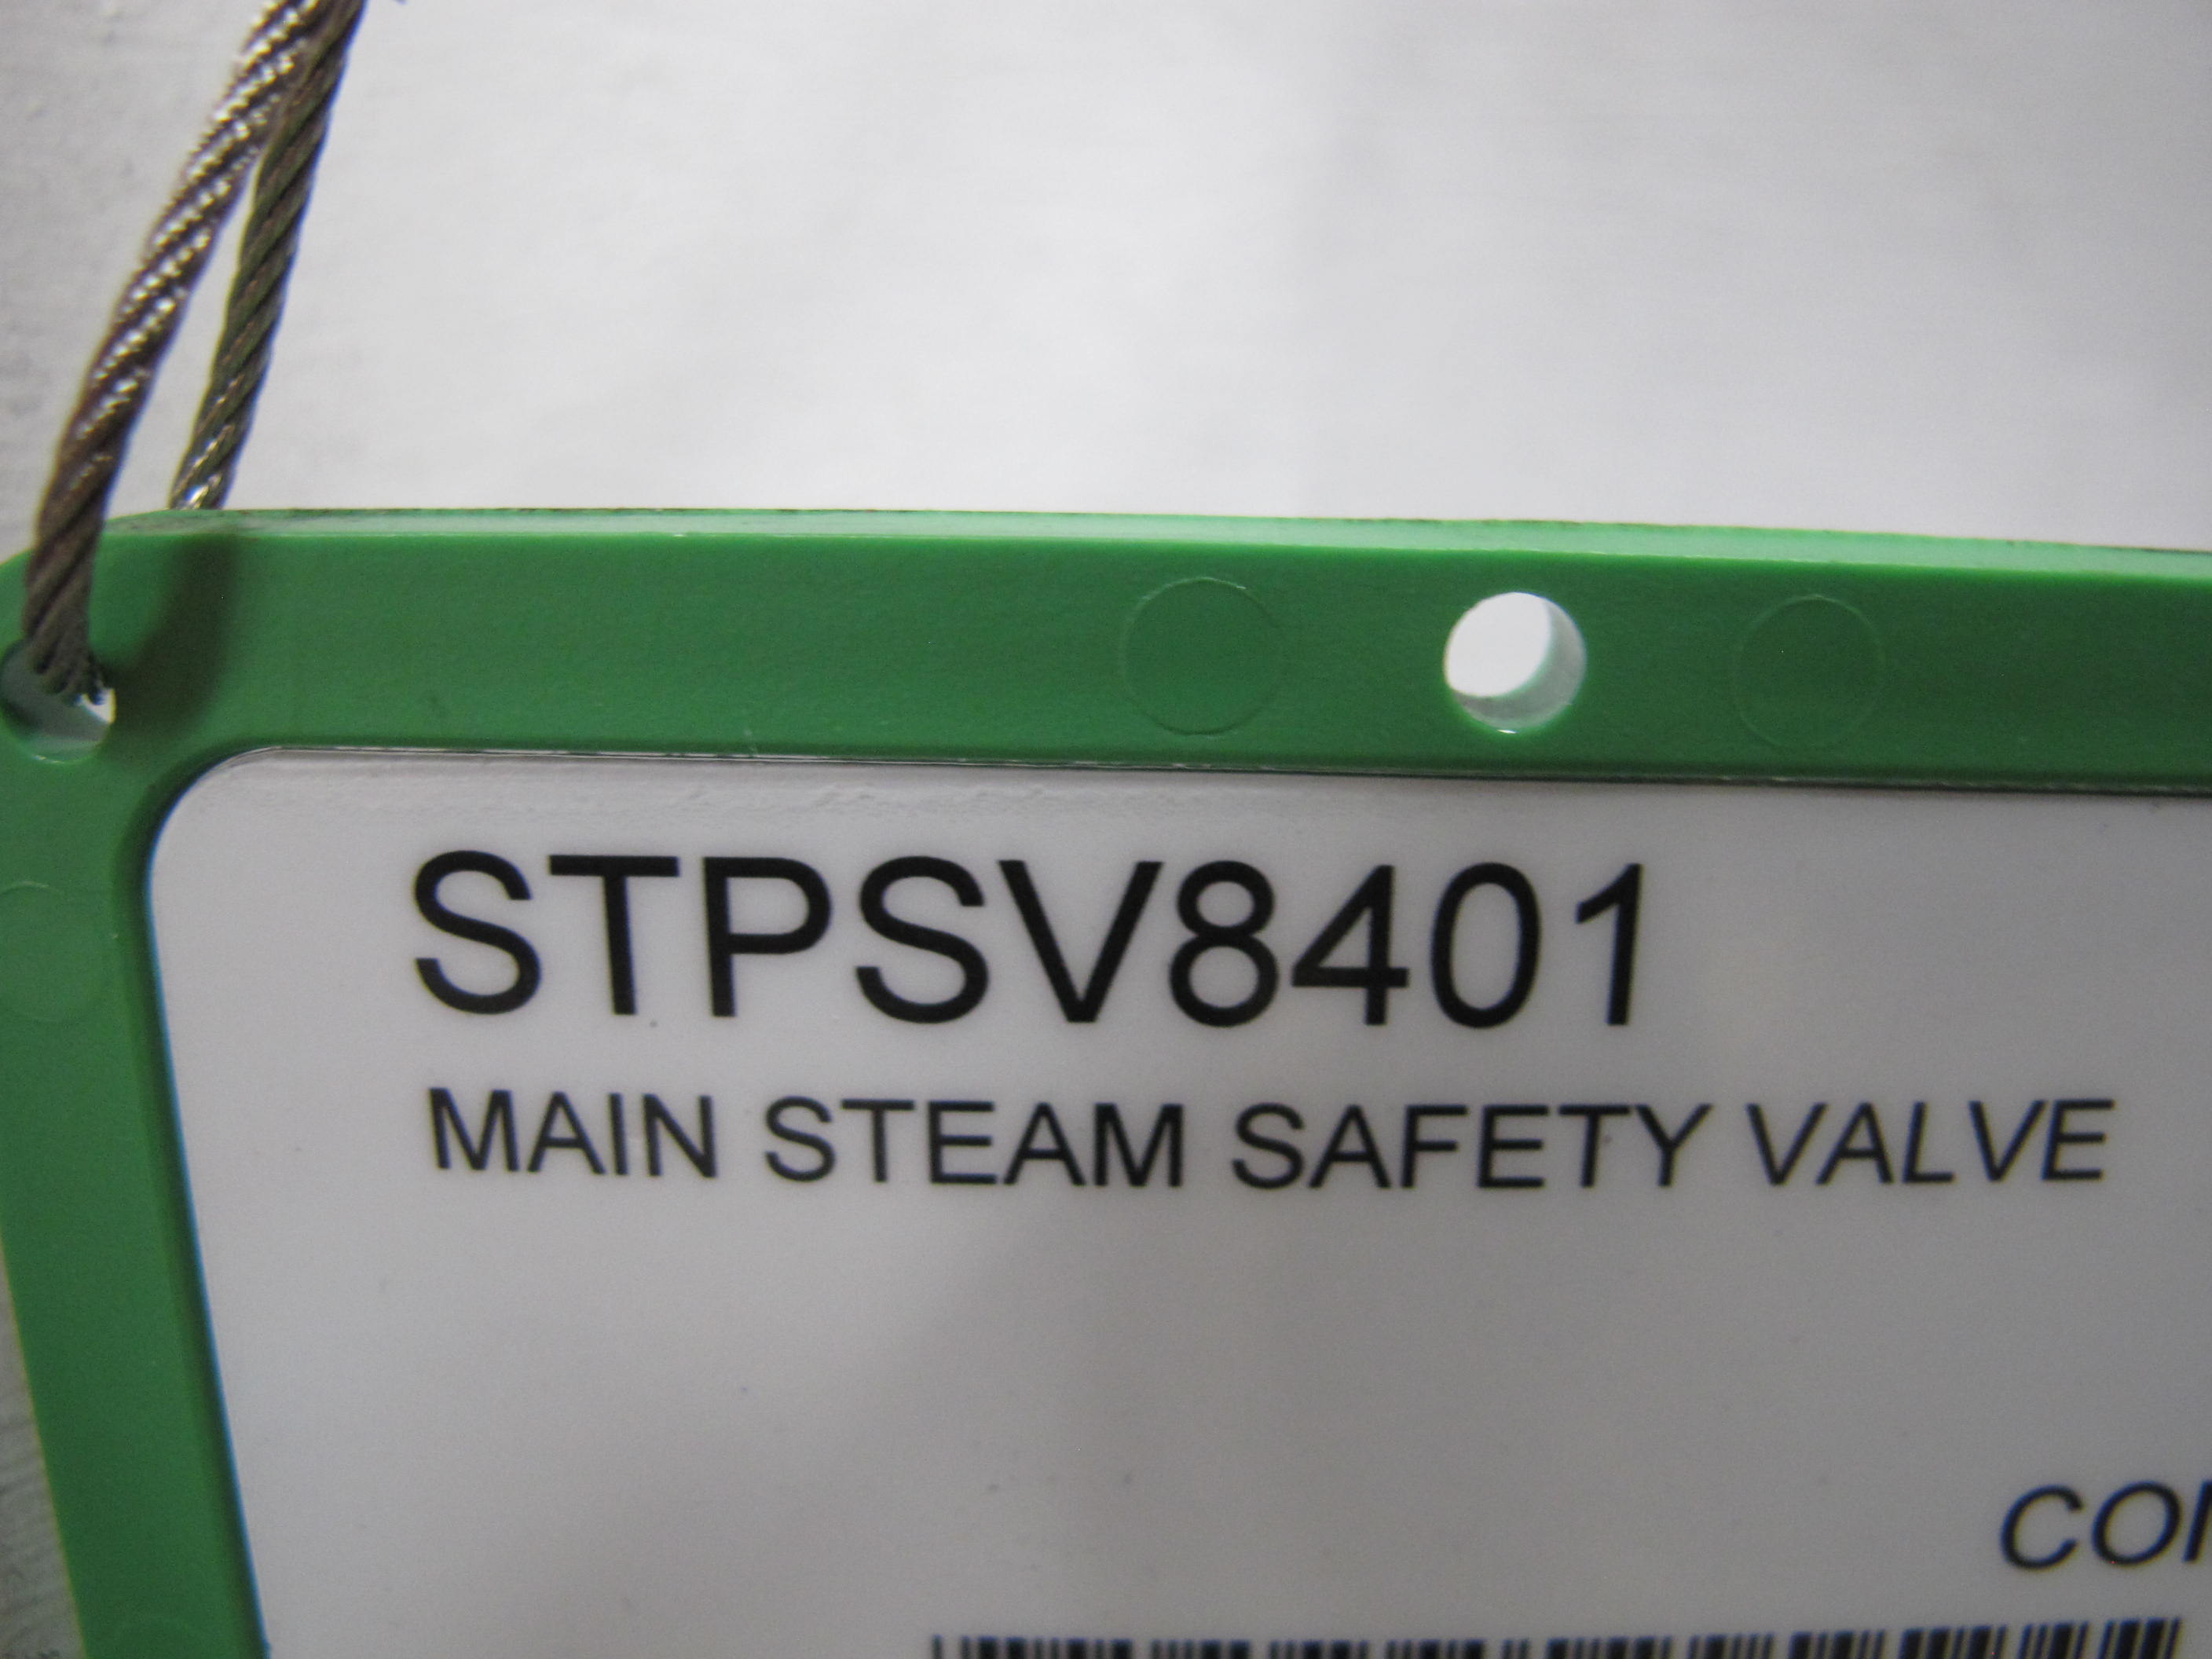 STPSV8401
MAIN STEAM SAFETY VALVE